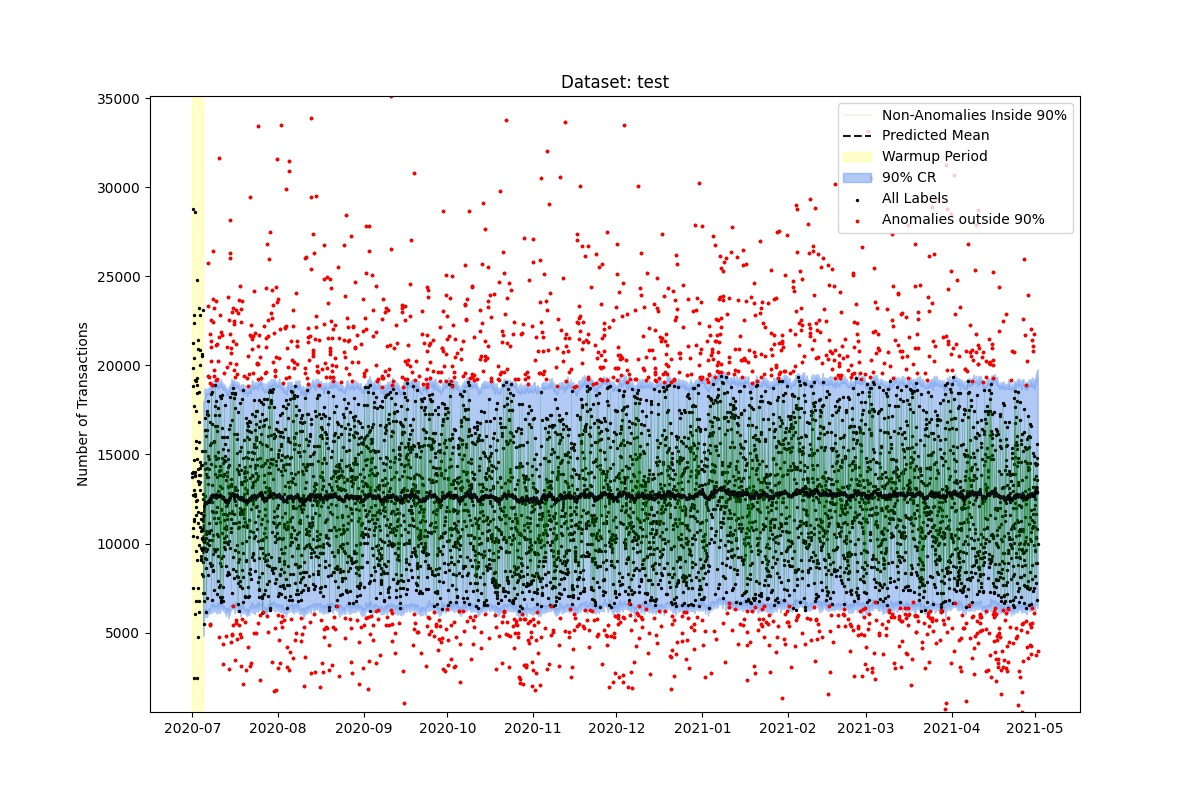 Dataset: test
35000
30000
25000
20000
15000
10000
5000
Number of Transactions
Non-Anomalies Inside 90%
Predicted Mean
Warmup Period
90% CR
All Labels
Anomalies outside 90%
2020-07 2020-08 2020-09 2020-10 2020-11 2020-12 2021-01 2021-02 2021-03 2021-04 2021-05